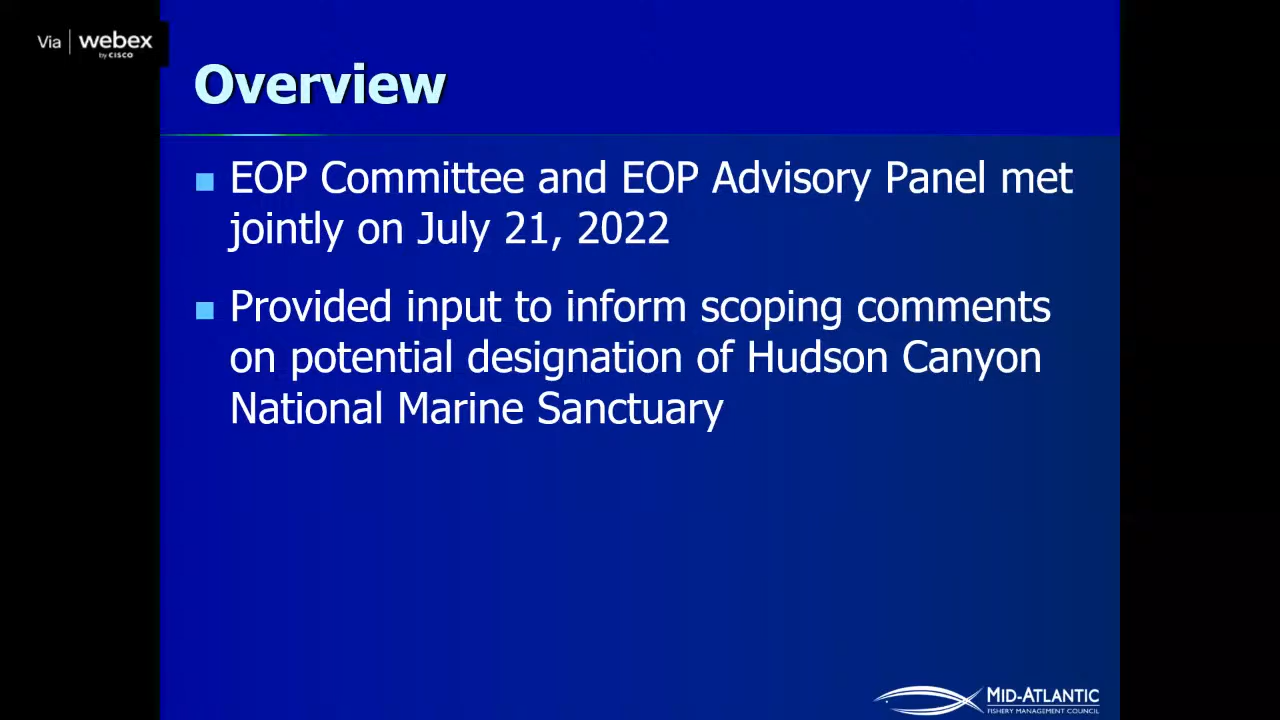 Via webex
by CISCO
Overview
EOP Committee and EOP Advisory Panel met
jointly on July 21, 2022
Provided input to inform scoping comments
on potential designation of Hudson Canyon
National Marine Sanctuary
MID-ATLANTIC
FISHERY MANAGEMENT COUNCIL